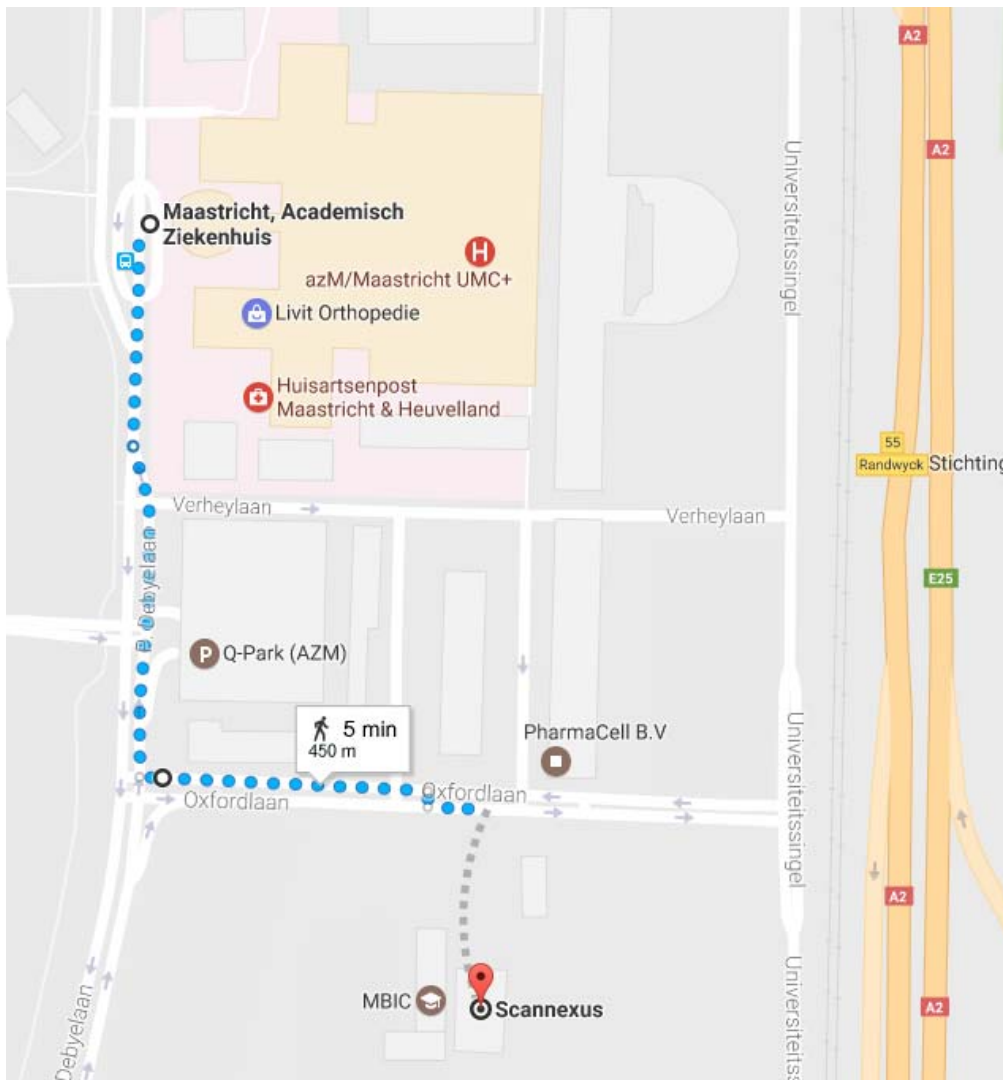 A2
A2
Universiteitssingel
Maastricht, Academisch
Ziekenhuis
H
azM/Maastricht UMC+
Livit Orthopedie
Huisartsenpost
Maastricht & Heuvelland
55
Randwyck
Stichting
Verheylaan
Verheylaan
E25
P. Debyelaan
P
Q-Park (AZM)
5 min
450 m
PharmaCell B.V
Universiteitssingel
Oxfordlaan
Oxfordlaan
A2
MBIC
Scannexus
A2
Debyelaan
Universiteits